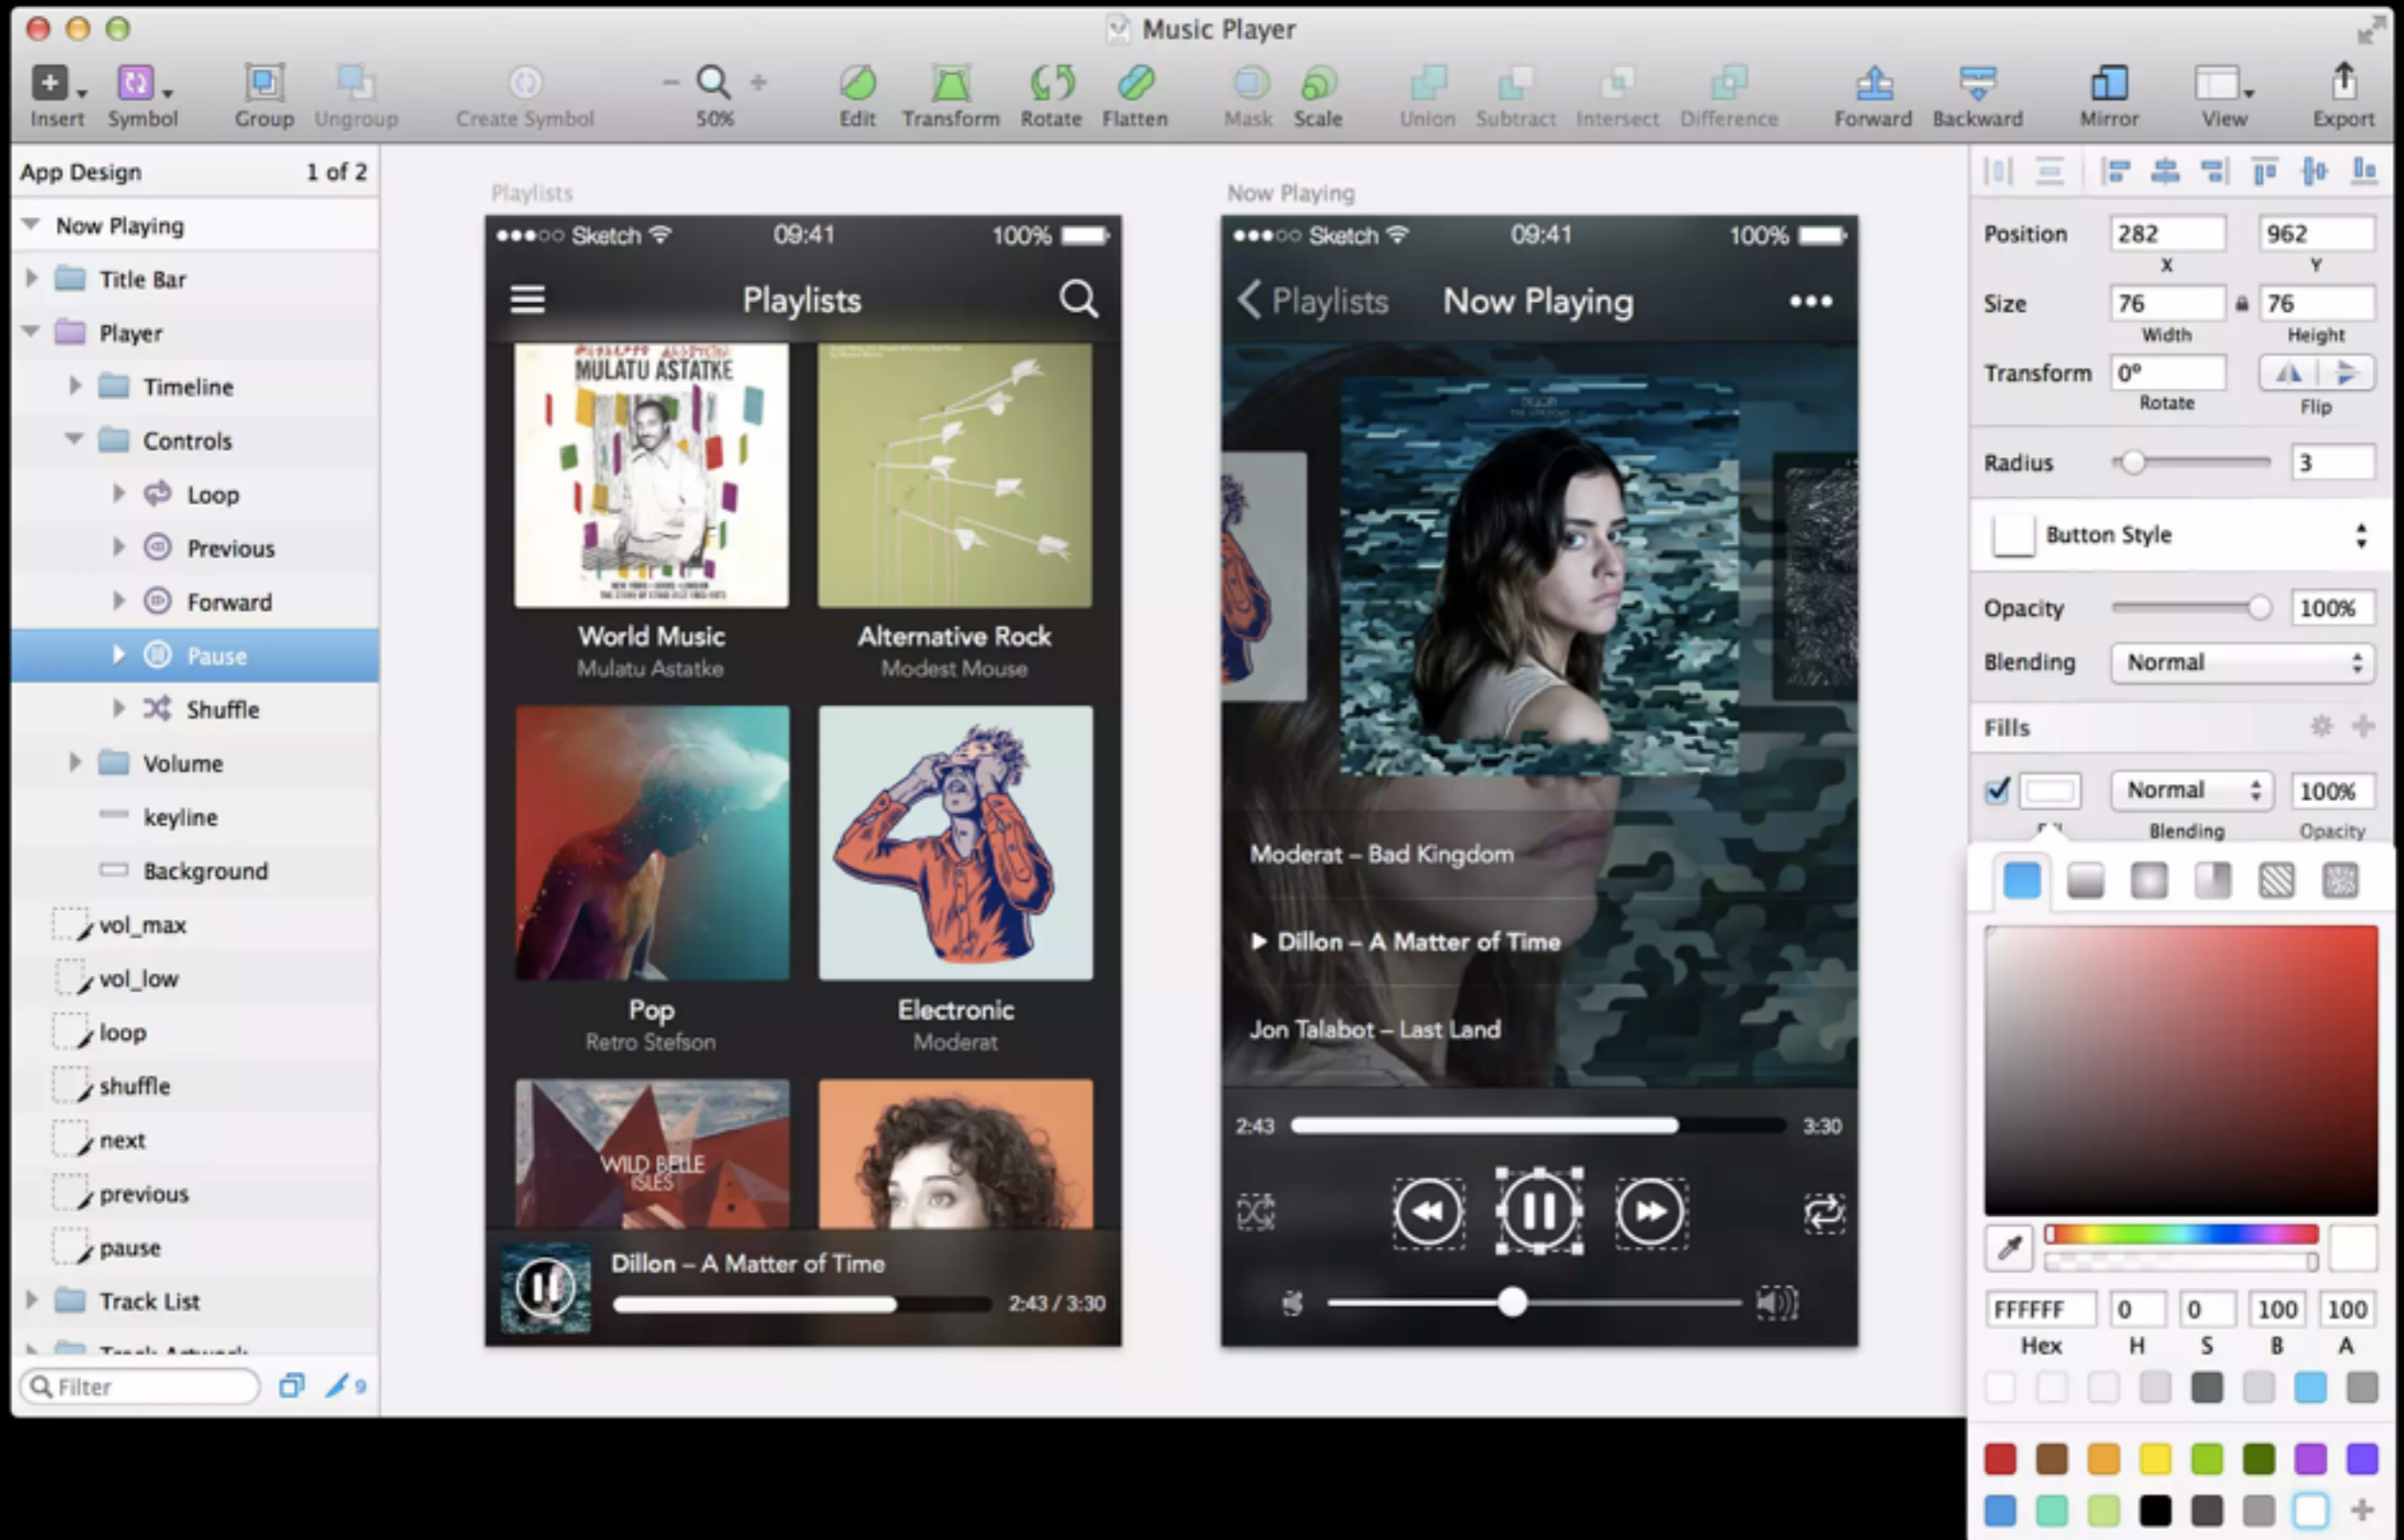 Music Player
Insert
Symbol
Group
Ungroup
Create Symbol
50%
Edit
Transform
Rotate
Flatten
Mask
Scale
Union
Subtract
Intersect
Difference
Forward
Backward
Mirror
View
Export
App Design 1 of 2
Now Playing
Title Bar
Player
Timeline
Controls
Loop
Previous
Forward
Pause
Shuffle
Volume
keyline
Background
vol_max
vol_low
loop
shuffle
next
previous
pause
Track List
Track Artwork
Filter
9
Playlists
Sketch 09:41 100%
Playlists
MULATU ASTATKE
World Music
Mulatu Astatke
Alternative Rock
Modest Mouse
Pop
Retro Stefson
Electronic
Moderat
WILD BELLE
ISLES
Dillon – A Matter of Time
2:43 / 3:30
Now Playing
Sketch 09:41 100%
Playlists Now Playing
DILLON
Moderat – Bad Kingdom
Dillon – A Matter of Time
Jon Talabot – Last Land
2:43 3:30
Position 282 962
X Y
Size 76 76
Width Height
Transform 0º
Rotate Flip
Radius 3
Button Style
Opacity 100%
Blending Normal
Fills
Normal 100%
Fill Blending Opacity
FFFFFF 0 0 100 100
Hex H S B A